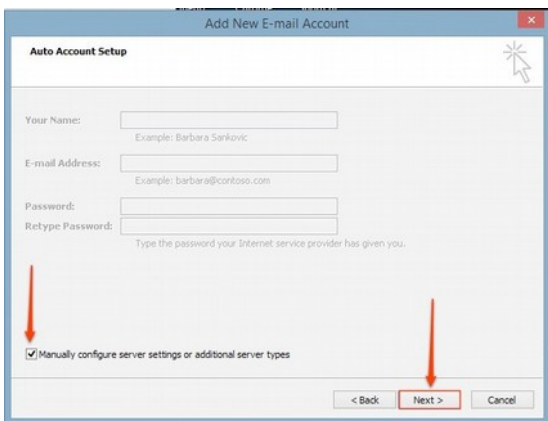 Add New E-mail Account
Auto Account Setup
Your Name:
Example: Barbara Sankovic
E-mail Address:
Example: barbara@contoso.com
Password:
Retype Password:
Type the password your Internet service provider has given you.
Manually configure server settings or additional server types
< Back Next > Cancel